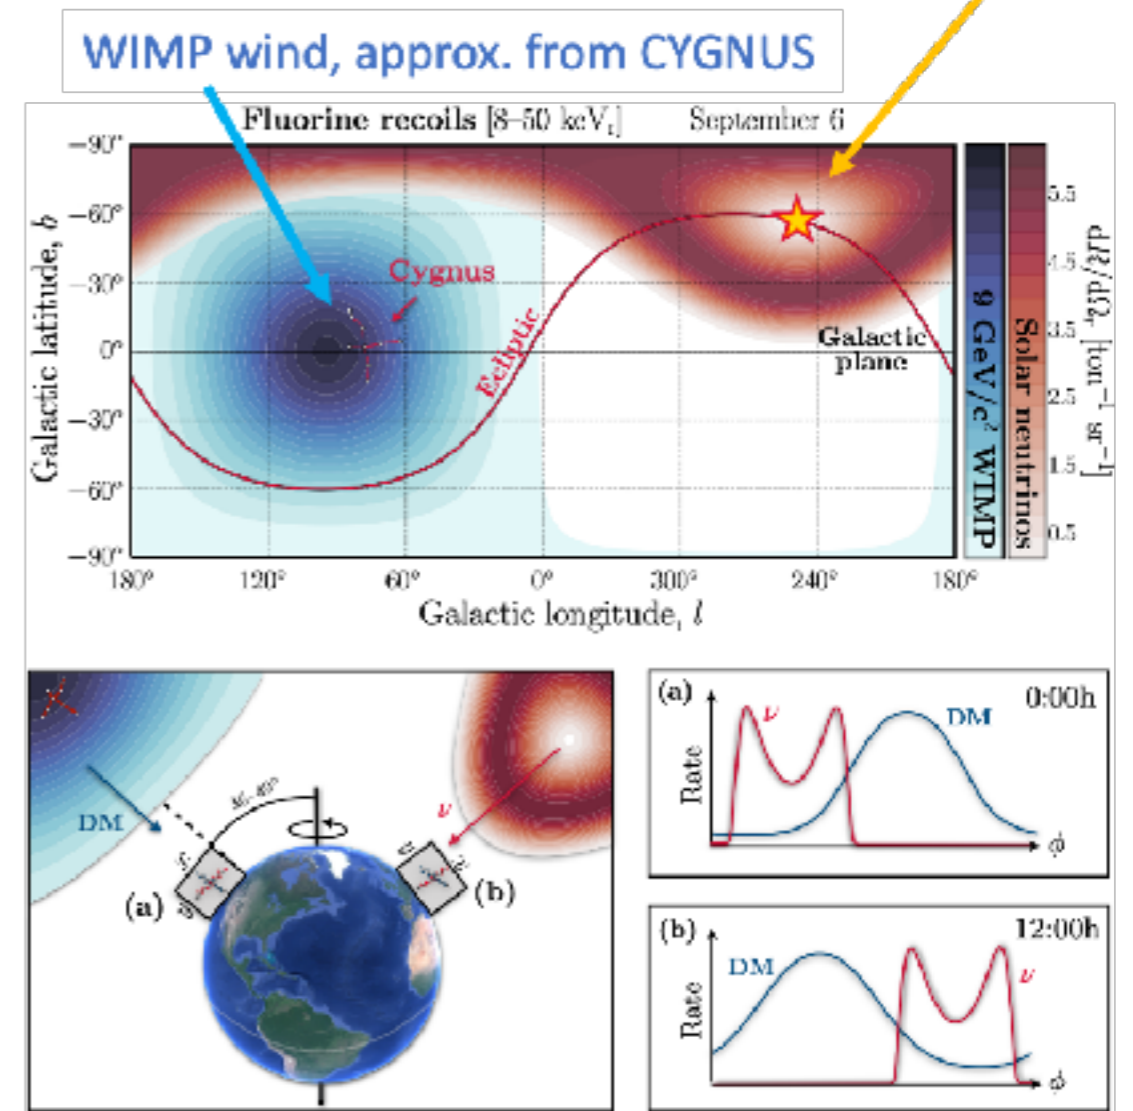 WIMP wind, approx. from CYGNUS
Fluorine recoils [8–50 keVᵣ]
September 6
−90°
−60°
−30°
0°
−30°
−60°
−90°
Galactic latitude, b
Cygnus
Ecliptic
Galactic
plane
180°
120°
60°
0°
300°
240°
180°
Galactic longitude, l
9 GeV/c² WIMP
Solar neutrinos
5.5
4.5
3.5
2.5
1.5
0.5
dR/dΩᵣ [ton⁻¹ sr⁻¹]
DM
ν
(a)
(b)
(a)
0:00h
ν
DM
Rate
ϕ
(b)
12:00h
DM
ν
Rate
ϕ